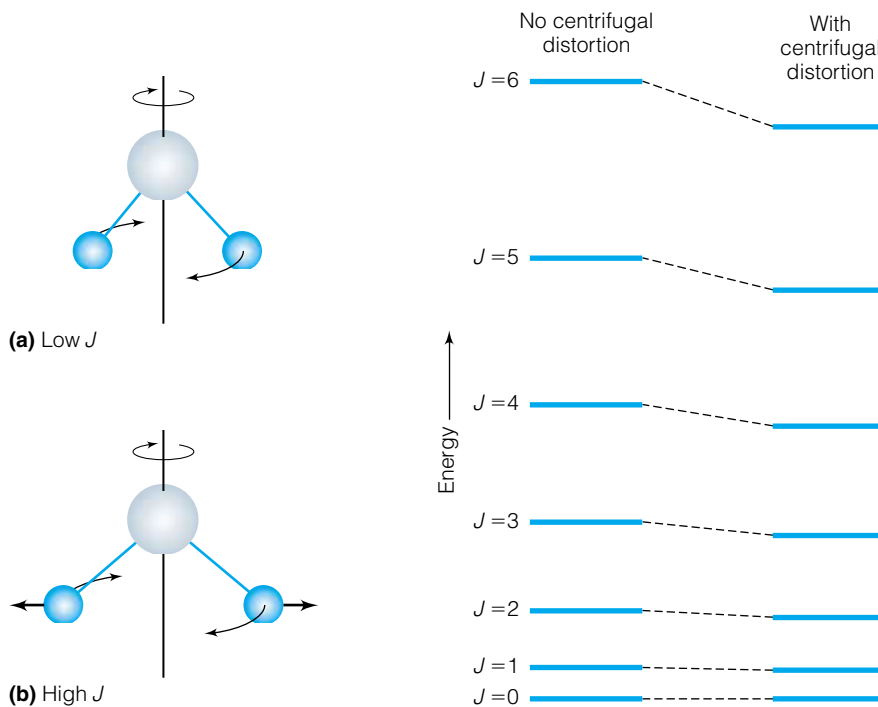 No centrifugal
distortion
With
centrifugal
distortion
J = 6
J = 5
(a) Low J
J = 4
Energy
J = 3
J = 2
J = 1
(b) High J
J = 0